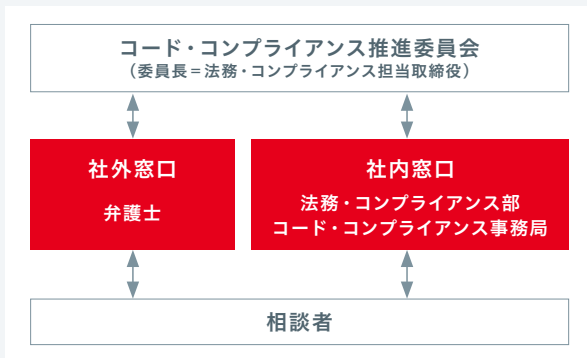 コード・コンプライアンス推進委員会
（委員長＝法務・コンプライアンス担当取締役）
社外窓口
弁護士
社内窓口
法務・コンプライアンス部
コード・コンプライアンス事務局
相談者